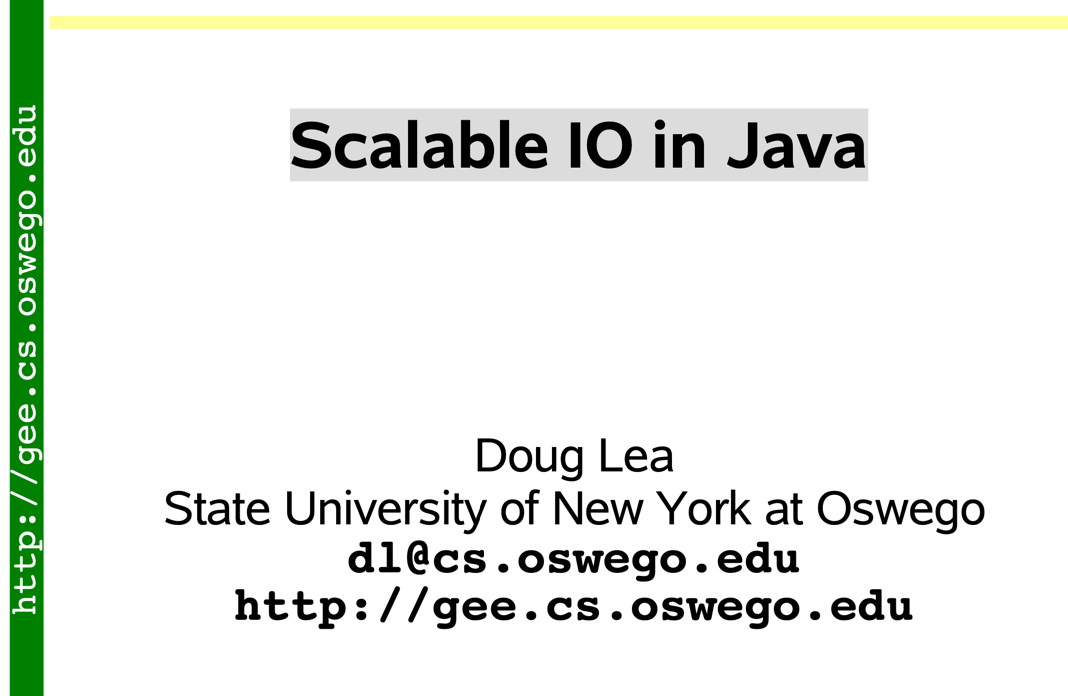 http://gee.cs.oswego.edu
Scalable IO in Java
Doug Lea
State University of New York at Oswego
dl@cs.oswego.edu
http://gee.cs.oswego.edu